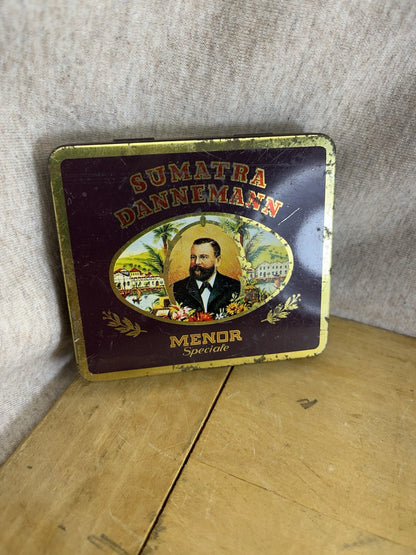 SUMATRA
DANNEMANN
MENOR
Speciale